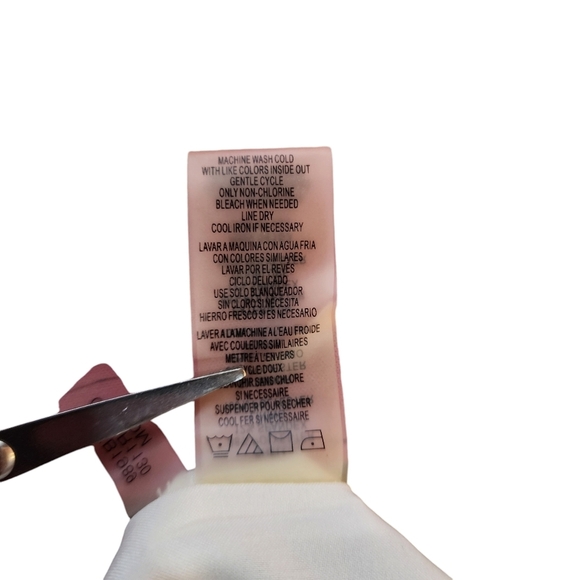 MACHINE WASH COLD
WITH LIKE COLORS INSIDE OUT
GENTLE CYCLE
ONLY NON-CHLORINE
BLEACH WHEN NEEDED
LINE DRY
COOL IRON IF NECESSARY
LAVAR A MAQUINA CON AGUA FRIA
CON COLORES SIMILARES
LAVAR POR EL REVES
CICLO DELICADO
USE SOLO BLANQUEADOR
SIN CLORO SI NECESITA
HIERRO FRESCO SI ES NECESARIO
LAVER A LA MACHINE A L'EAU FROIDE
AVEC COULEURS SIMILAIRES
METTRE A L'ENVERS
DOUX
SANS CHLORE
SI NECESSAIRE
SUSPENDER POUR SECHER
COOL FER SI NECESSAIRE